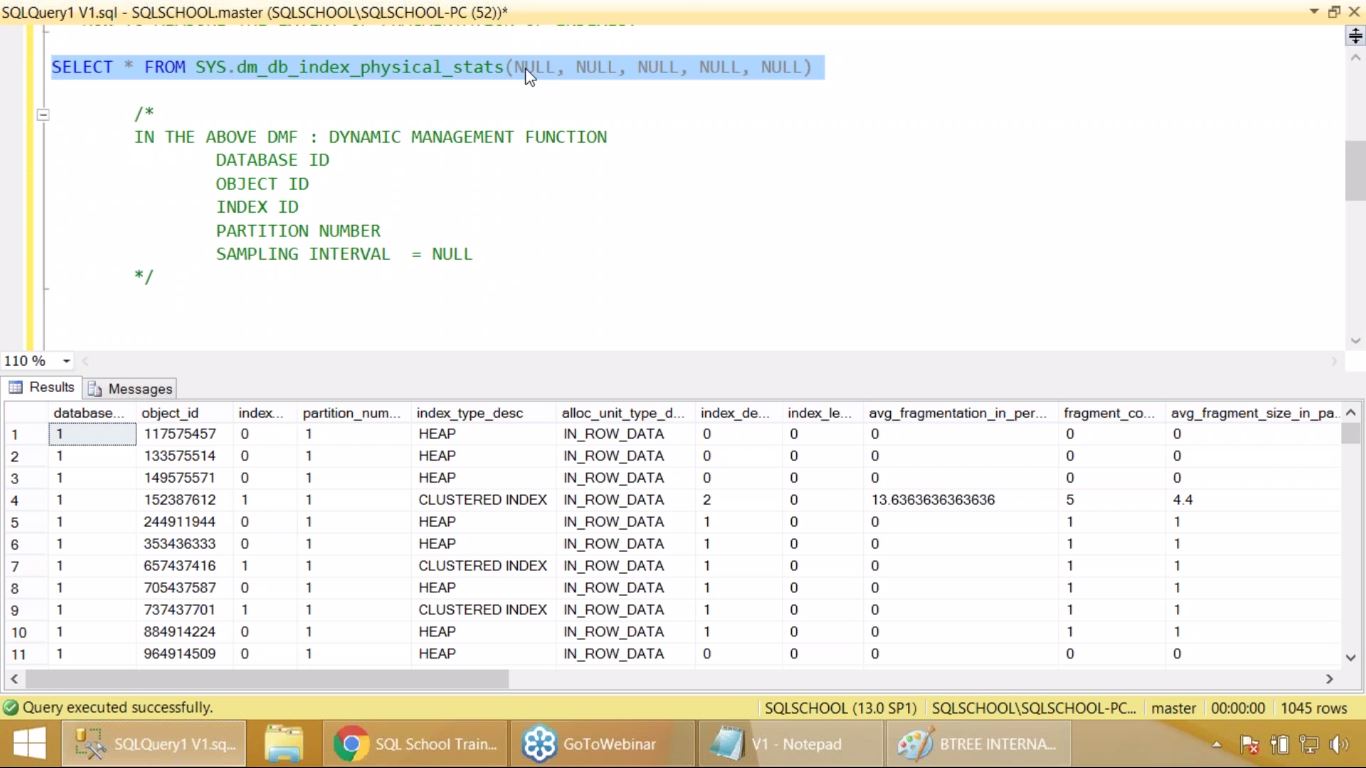 SQLQuery1 V1.sql - SQLSCHOOL.master (SQLSCHOOL\SQLSCHOOL-PC (52))*
SELECT * FROM SYS.dm_db_index_physical_stats(NULL, NULL, NULL, NULL, NULL)
/*
IN THE ABOVE DMF : DYNAMIC MANAGEMENT FUNCTION
DATABASE ID
OBJECT ID
INDEX ID
PARTITION NUMBER
SAMPLING INTERVAL = NULL
*/
110 %
Results Messages
database... object_id index... partition_num... index_type_desc alloc_unit_type_d... index_de... index_le... avg_fragmentation_in_per... fragment_co... avg_fragment_size_in_pa...
1 1 117575457 0 1 HEAP IN_ROW_DATA 0 0 0 0 0
2 1 133575514 0 1 HEAP IN_ROW_DATA 0 0 0 0 0
3 1 149575571 0 1 HEAP IN_ROW_DATA 0 0 0 0 0
4 1 152387612 1 1 CLUSTERED INDEX IN_ROW_DATA 2 0 13.6363636363636 5 4.4
5 1 244911944 0 1 HEAP IN_ROW_DATA 1 0 0 1 1
6 1 353436333 0 1 HEAP IN_ROW_DATA 1 0 0 1 1
7 1 657437416 1 1 CLUSTERED INDEX IN_ROW_DATA 1 0 0 1 1
8 1 705437587 0 1 HEAP IN_ROW_DATA 1 0 0 1 1
9 1 737437701 1 1 CLUSTERED INDEX IN_ROW_DATA 1 0 0 1 1
10 1 884914224 0 1 HEAP IN_ROW_DATA 1 0 0 1 1
11 1 964914509 0 1 HEAP IN_ROW_DATA 0 0 0 0 0
Query executed successfully. SQLSCHOOL (13.0 SP1) SQLSCHOOL\SQLSCHOOL-PC... master 00:00:00 1045 rows
SQLQuery1 V1.sq... SQL School Train... GoToWebinar V1 - Notepad BTREE INTERNA...